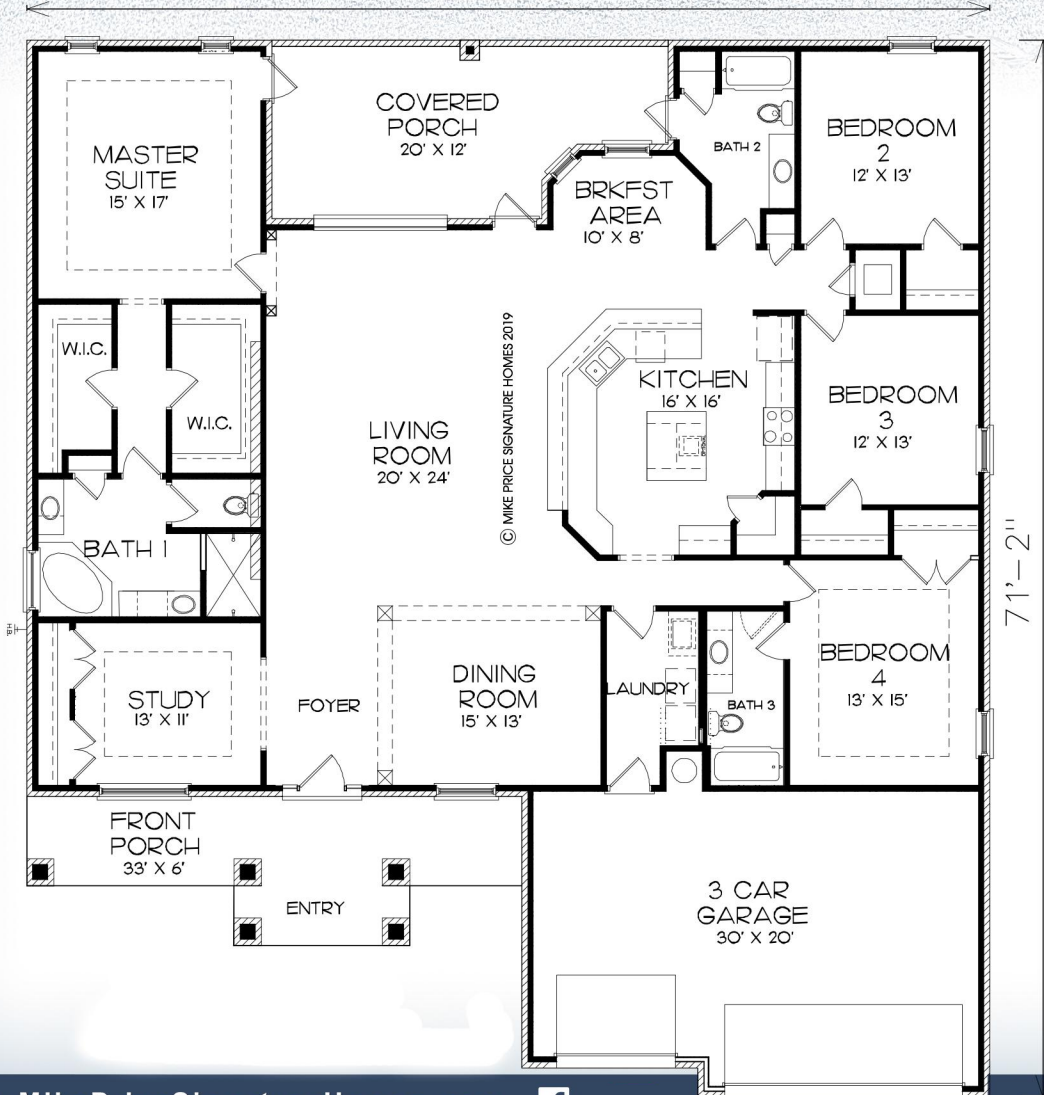 COVERED
PORCH
20' X 12'
MASTER
SUITE
15' X 17'
BATH 2
BEDROOM
2
12' X 13'
BRKFST
AREA
10' X 8'
W.I.C.
W.I.C.
© MIKE PRICE SIGNATURE HOMES 2019
KITCHEN
16' X 16'
BEDROOM
3
12' X 13'
LIVING
ROOM
20' X 24'
BATH 1
71'-2"
H.B.
STUDY
13' X 11'
FOYER
DINING
ROOM
15' X 13'
LAUNDRY
BATH 3
BEDROOM
4
13' X 15'
FRONT
PORCH
33' X 6'
ENTRY
3 CAR
GARAGE
30' X 20'